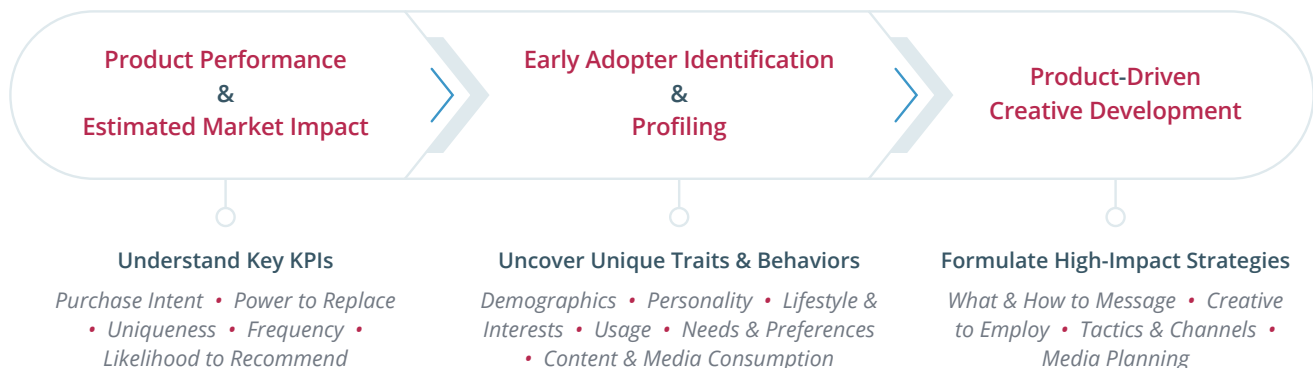 Product Performance
&
Estimated Market Impact
Early Adopter Identification
&
Profiling
Product-Driven
Creative Development
Understand Key KPIs
Purchase Intent • Power to Replace
• Uniqueness • Frequency •
Likelihood to Recommend
Uncover Unique Traits & Behaviors
Demographics • Personality • Lifestyle &
Interests • Usage • Needs & Preferences
• Content & Media Consumption
Formulate High-Impact Strategies
What & How to Message • Creative
to Employ • Tactics & Channels •
Media Planning